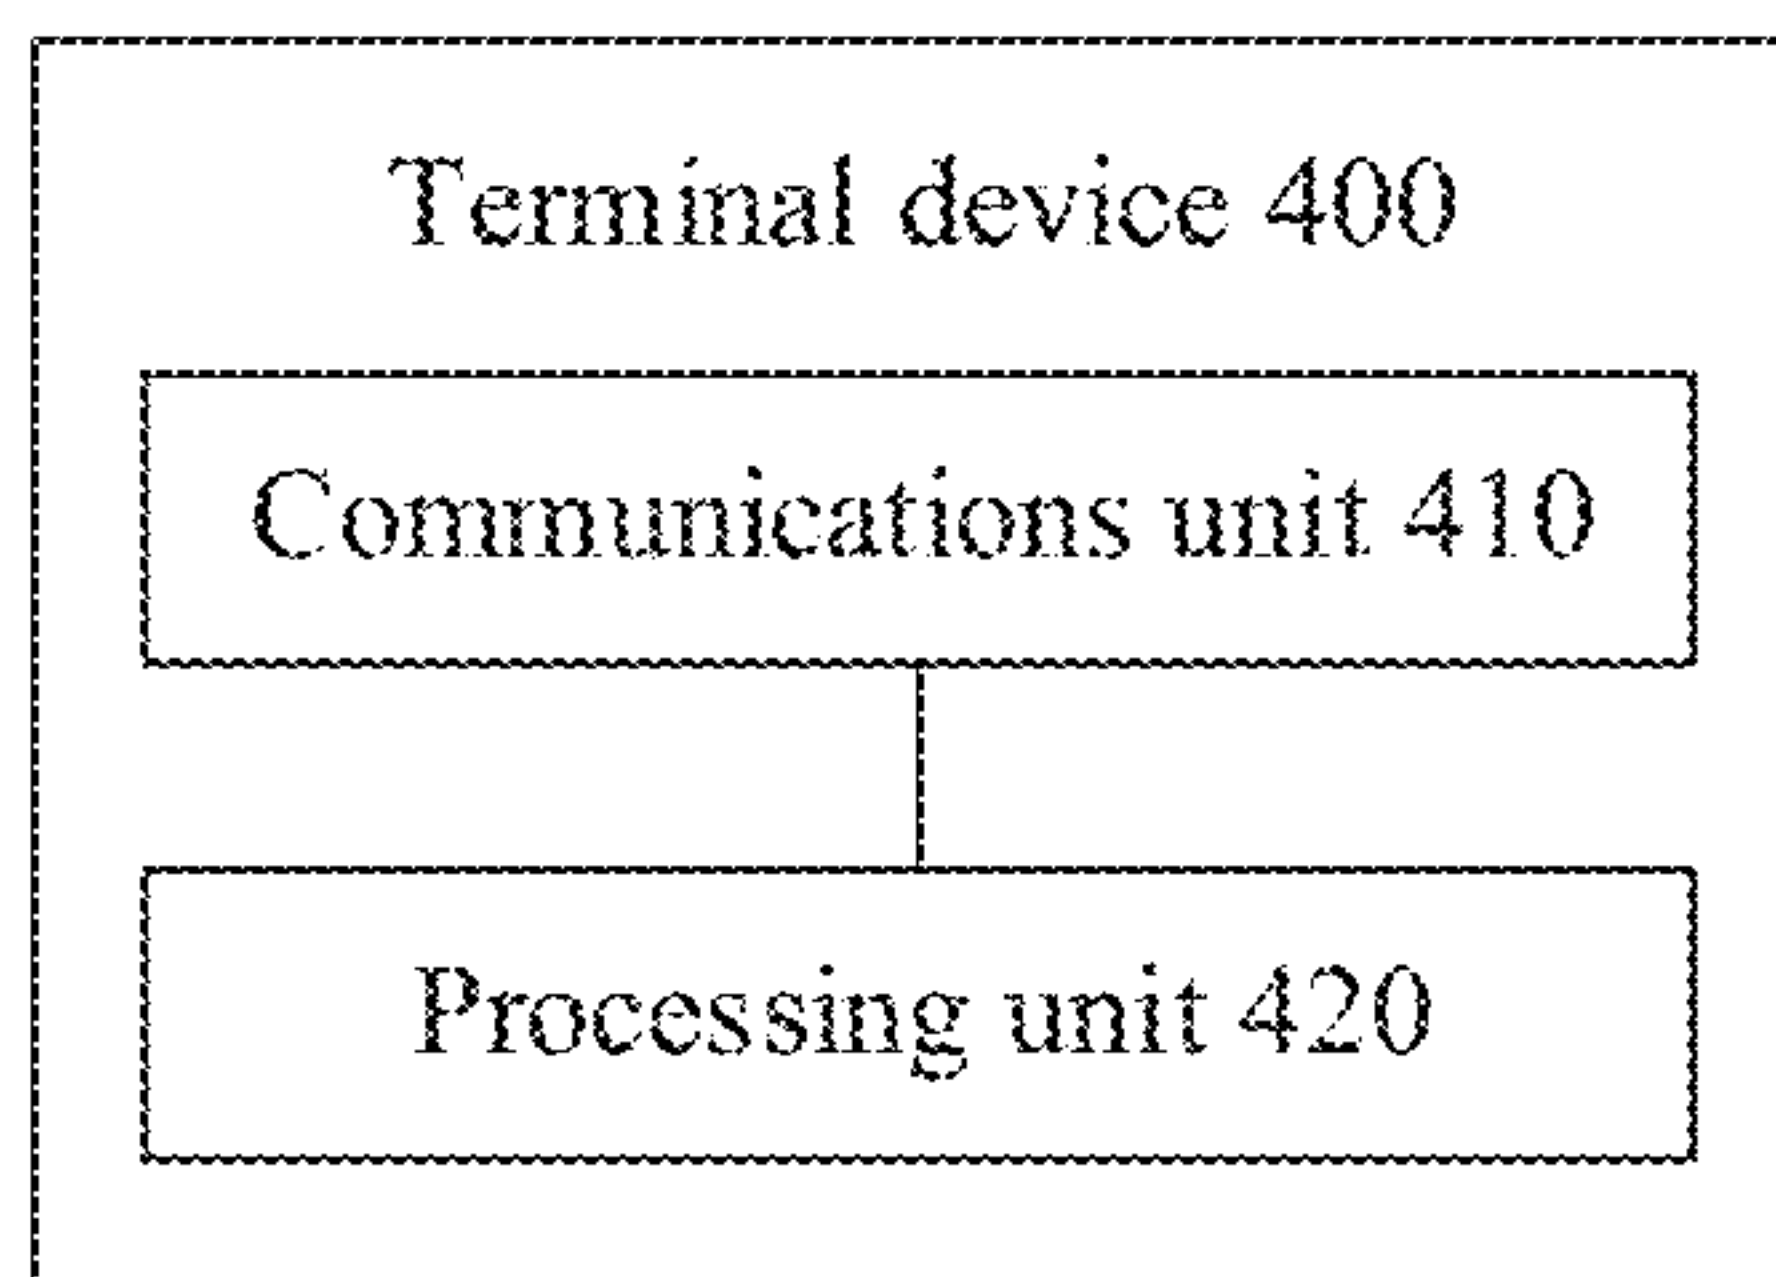 Terminal device 400
Communications unit 410
Processing unit 420